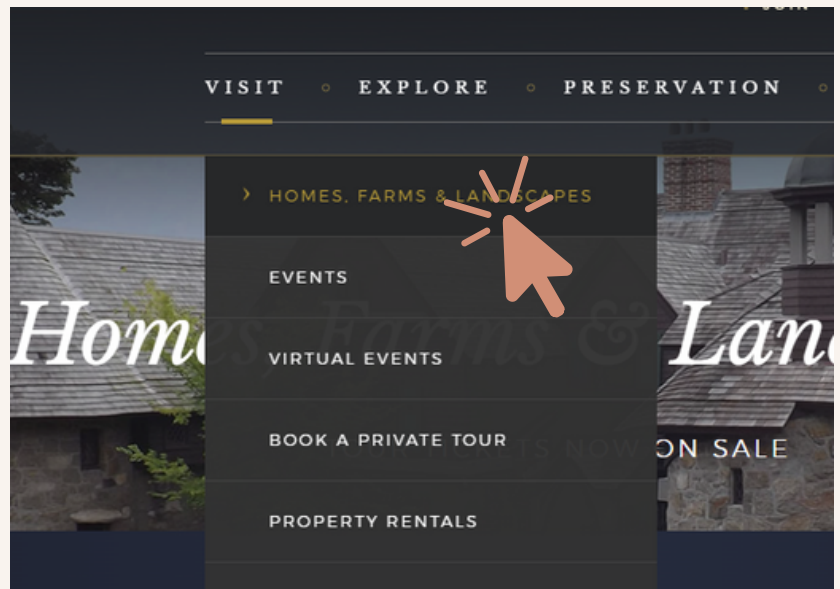 JOIN
VISIT EXPLORE PRESERVATION
HOMES, FARMS & LANDSCAPES
EVENTS
Homes, Farms & Lan
VIRTUAL EVENTS
BOOK A PRIVATE TOUR
NOW ON SALE
PROPERTY RENTALS